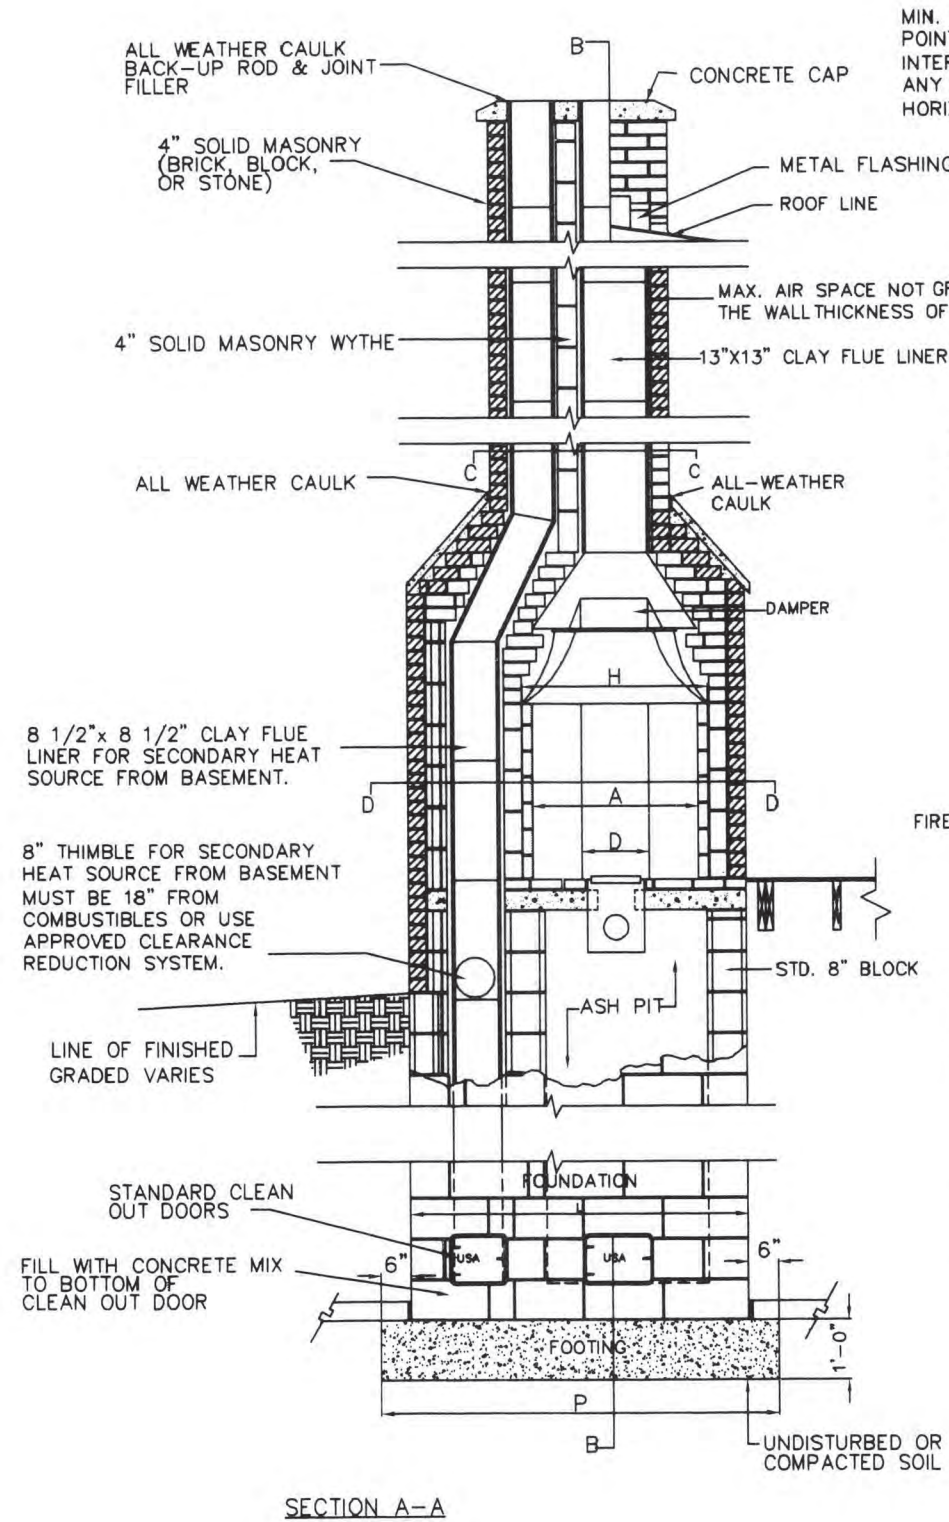 B
MIN.
POINT
INTER
ANY
HORIZ
ALL WEATHER CAULK
BACK-UP ROD & JOINT
FILLER
CONCRETE CAP
4" SOLID MASONRY
(BRICK, BLOCK,
OR STONE)
METAL FLASHING
ROOF LINE
MAX. AIR SPACE NOT GR
THE WALL THICKNESS OF
4" SOLID MASONRY WYTHE
13"X13" CLAY FLUE LINER
C
C
ALL WEATHER CAULK
ALL-WEATHER
CAULK
DAMPER
H
8 1/2"x 8 1/2" CLAY FLUE
LINER FOR SECONDARY HEAT
SOURCE FROM BASEMENT.
D
D
A
D
FIRE
8" THIMBLE FOR SECONDARY
HEAT SOURCE FROM BASEMENT
MUST BE 18" FROM
COMBUSTIBLES OR USE
APPROVED CLEARANCE
REDUCTION SYSTEM.
STD. 8" BLOCK
ASH PIT
LINE OF FINISHED
GRADED VARIES
FOUNDATION
L
STANDARD CLEAN
OUT DOORS
USA
USA
6"
6"
FILL WITH CONCRETE MIX
TO BOTTOM OF
CLEAN OUT DOOR
FOOTING
1'-0"
P
B
UNDISTURBED OR
COMPACTED SOIL
SECTION A-A